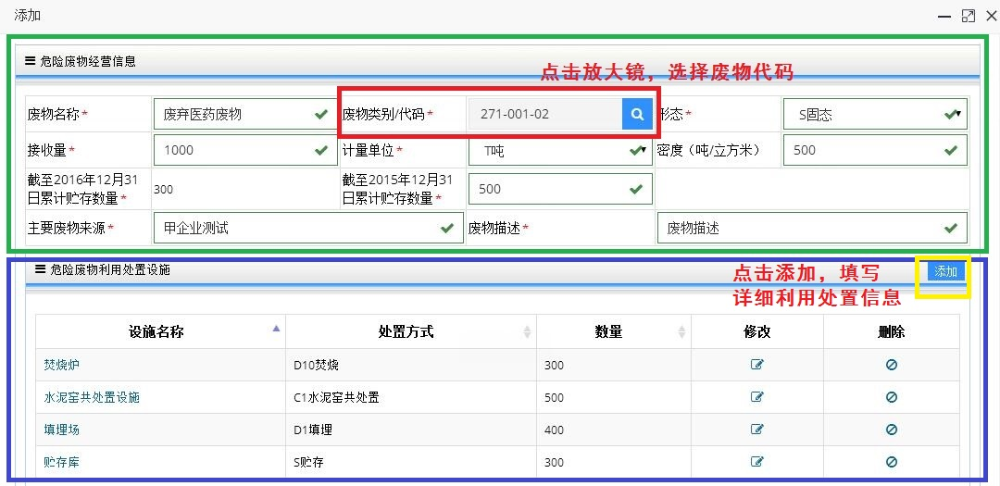 添加
危险废物经营信息
点击放大镜，选择废物代码
废物名称* 废弃医药废物 废物类别/代码* 271-001-02 形态* S固态
接收量* 1000 计量单位* T吨 密度（吨/立方米） 500
截至2016年12月31
日累计贮存数量* 300 截至2015年12月31
日累计贮存数量* 500
主要废物来源* 甲企业测试 废物描述* 废物描述
危险废物利用处置设施 添加
点击添加，填写
详细利用处置信息
设施名称 处置方式 数量 修改 删除
焚烧炉 D10焚烧 300
水泥窑共处置设施 C1水泥窑共处置 500
填埋场 D1填埋 400
贮存库 S贮存 300